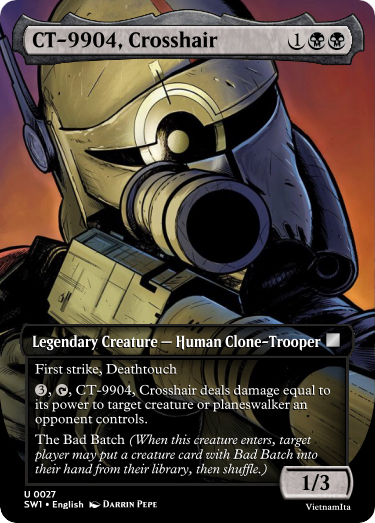 CT-9904, Crosshair 1
Legendary Creature — Human Clone-Trooper
First strike, Deathtouch
3, , CT-9904, Crosshair deals damage equal to
its power to target creature or planeswalker an
opponent controls.
The Bad Batch (When this creature enters, target
player may put a creature card with Bad Batch into
their hand from their library, then shuffle.)
1/3
U 0027
SW1 • English DARRIN PEPE
VietnamIta